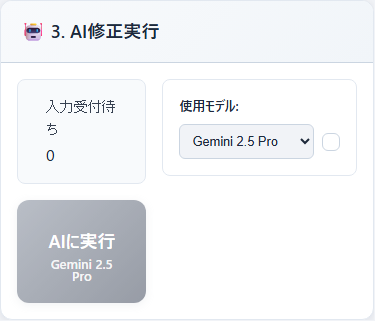 3. AI修正実行
入力受付待
ち
0
使用モデル:
Gemini 2.5 Pro
AIに実行
Gemini 2.5
Pro